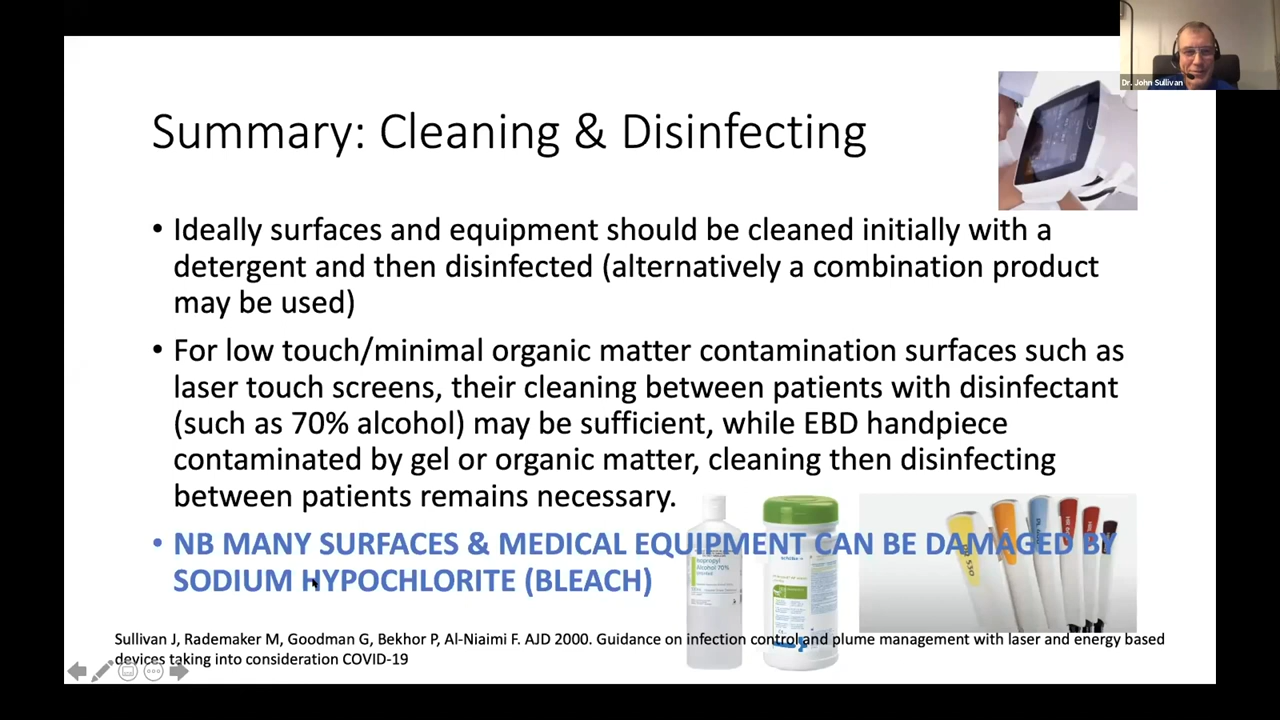 Dr. John Sullivan
Summary: Cleaning & Disinfecting
• Ideally surfaces and equipment should be cleaned initially with a
detergent and then disinfected (alternatively a combination product
may be used)
• For low touch/minimal organic matter contamination surfaces such as
laser touch screens, their cleaning between patients with disinfectant
(such as 70% alcohol) may be sufficient, while EBD handpiece
contaminated by gel or organic matter, cleaning then disinfecting
between patients remains necessary.
• NB MANY SURFACES & MEDICAL EQUIPMENT CAN BE DAMAGED BY
SODIUM HYPOCHLORITE (BLEACH)
Isopropyl
Alcohol 70%
530
Sullivan J, Rademaker M, Goodman G, Bekhor P, Al-Niaimi F. AJD 2000. Guidance on infection control and plume management with laser and energy based
devices taking into consideration COVID-19